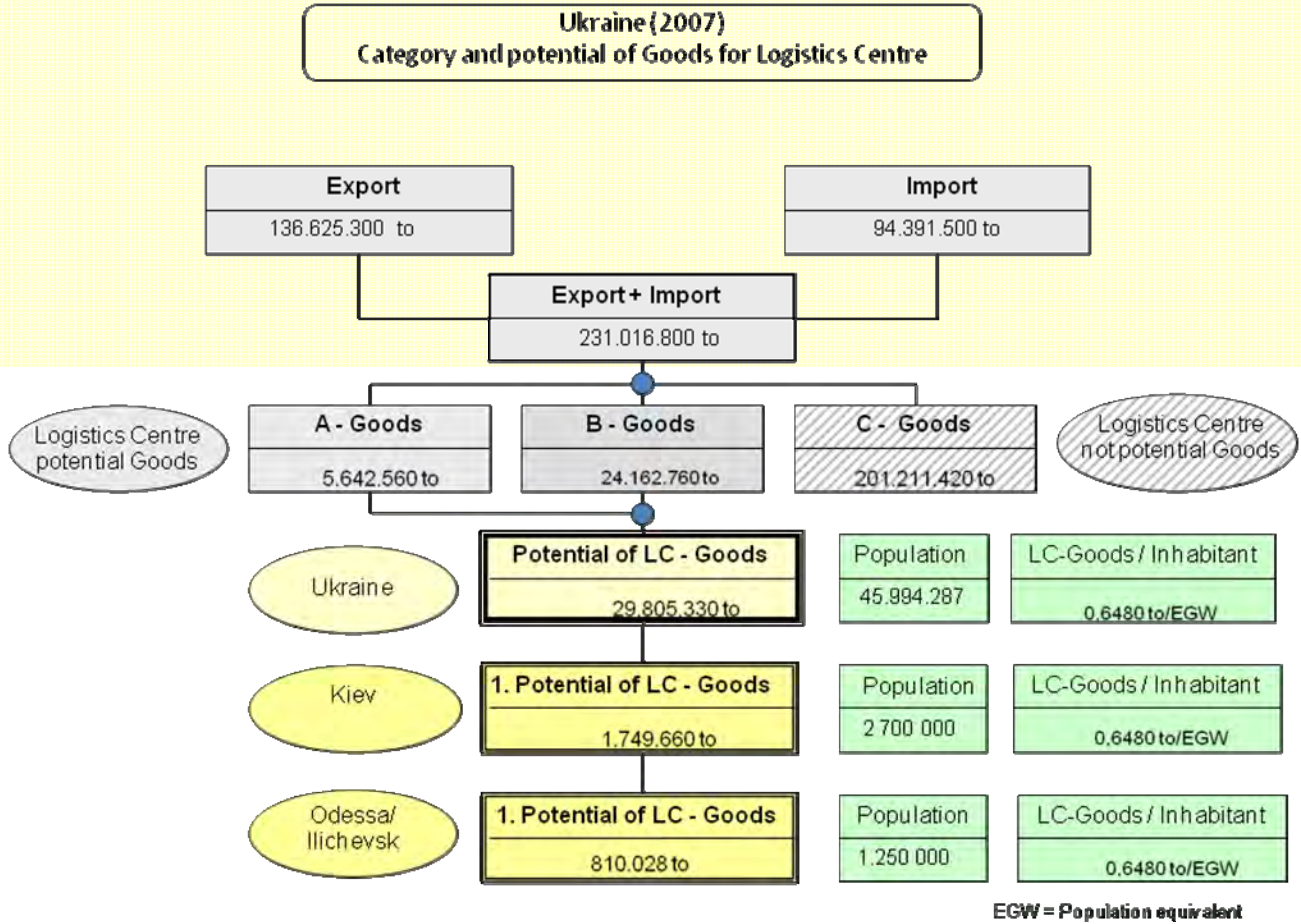 Ukraine (2007)
Category and potential of Goods for Logistics Centre
Export
136.625.300 to
Import
94.391.500 to
Export + Import
231.016.800 to
Logistics Centre
potential Goods
A - Goods
5.642.560 to
B - Goods
24.162.760 to
C - Goods
201.211.420 to
Logistics Centre
not potential Goods
Ukraine
Potential of LC - Goods
29.805.330 to
Population
45.994.287
LC-Goods / Inhabitant
0,6480 to/EGW
Kiev
1. Potential of LC - Goods
1.749.660 to
Population
2 700 000
LC-Goods / Inhabitant
0,6480 to/EGW
Odessa/
Ilichevsk
1. Potential of LC - Goods
810.028 to
Population
1.250 000
LC-Goods / Inhabitant
0,6480 to/EGW
EGW = Population equivalent